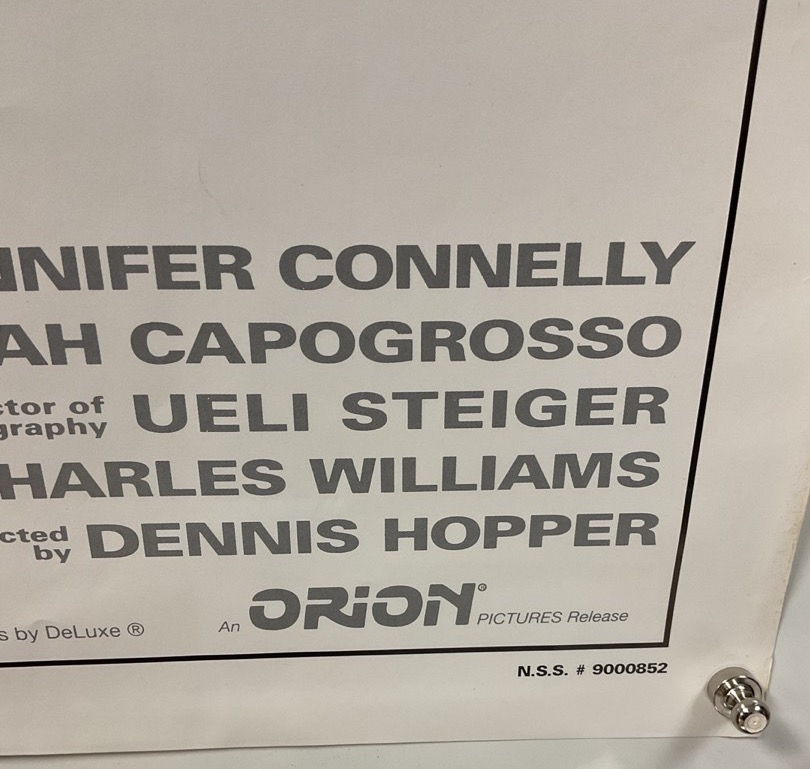 NNIFER CONNELLY
AH CAPOGROSSO
ctor of
graphy UELI STEIGER
HARLES WILLIAMS
cted
by DENNIS HOPPER
s by DeLuxe ® An ORION® PICTURES Release
N.S.S. # 9000852